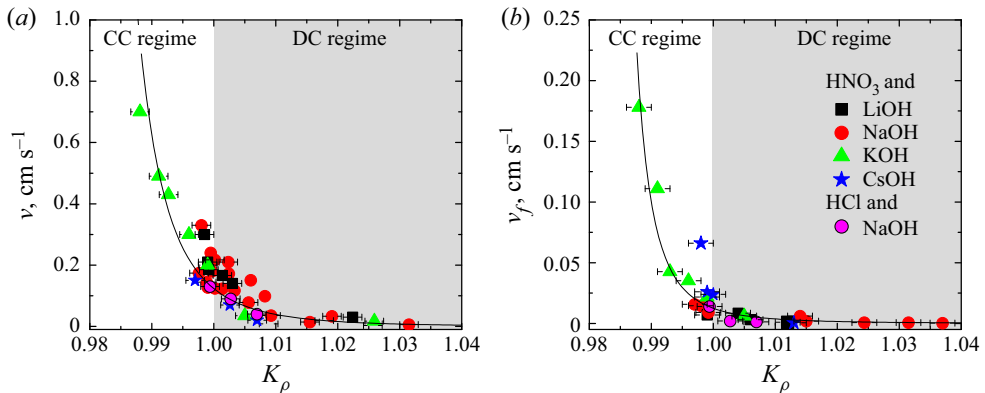 (a)
CC regime DC regime
1.0
0.8
0.6
0.4
0.2
0
v, cm s⁻¹
0.98 0.99 1.00 1.01 1.02 1.03 1.04
Kρ
(b)
CC regime DC regime
0.25
0.20
0.15
0.10
0.05
0
v_f, cm s⁻¹
HNO₃ and
LiOH
NaOH
KOH
CsOH
HCl and
NaOH
0.98 0.99 1.00 1.01 1.02 1.03 1.04
Kρ